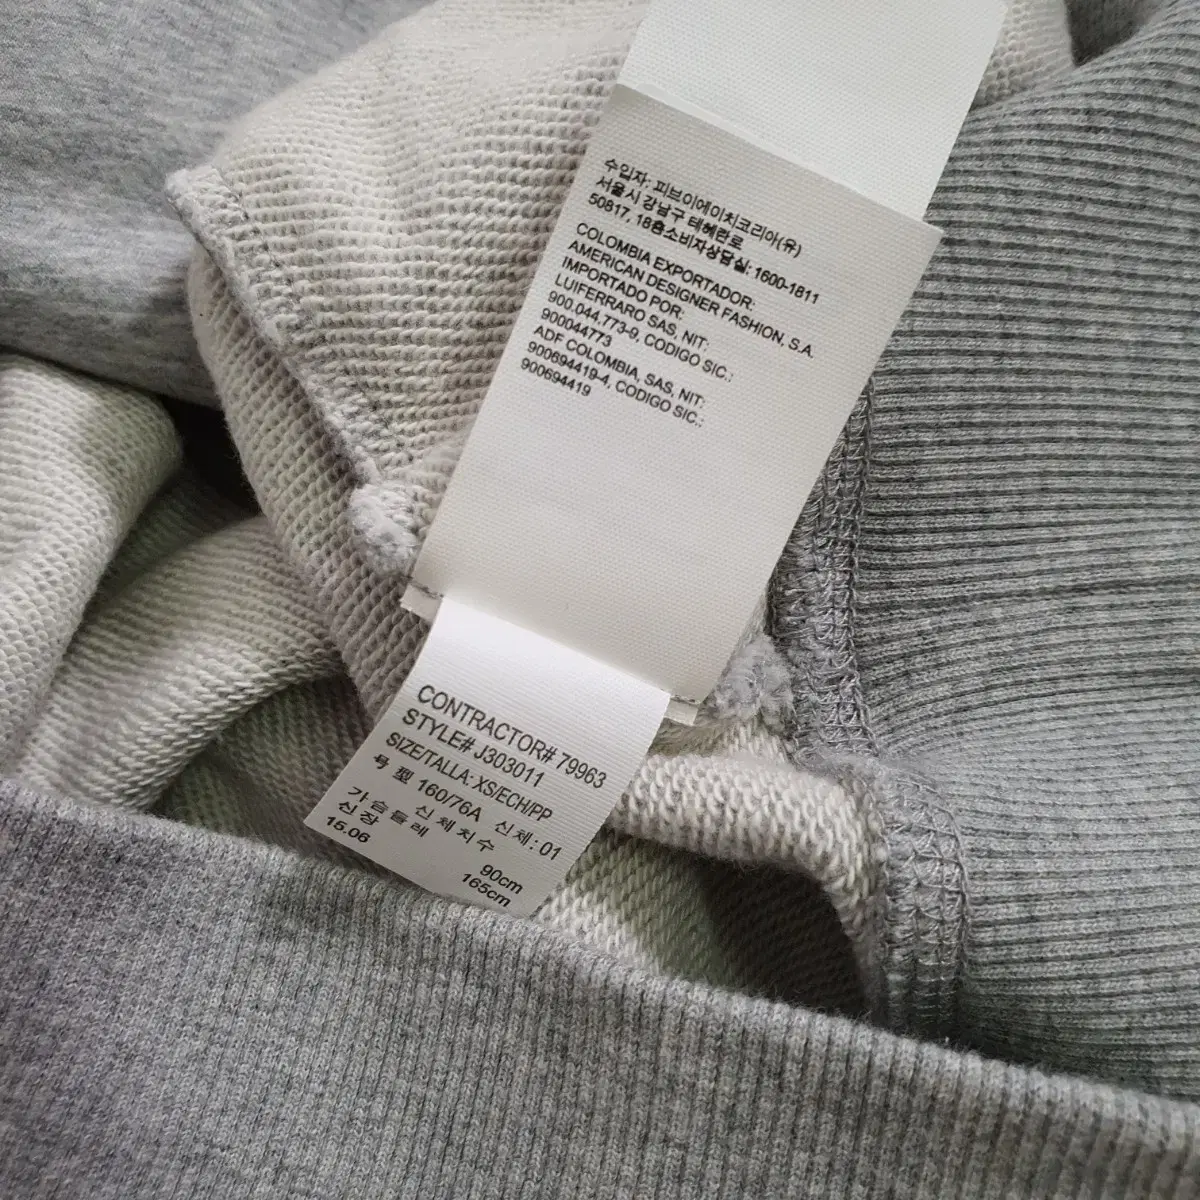 수입자: 피브이에이치코리아(유)
서울시 강남구 테헤란로
50817, 18층소비자상담실: 1600-1811
COLOMBIA EXPORTADOR:
AMERICAN DESIGNER FASHION, S.A.
IMPORTADO POR:
LUIFERRARO SAS, NIT:
900.044.773-9, CODIGO SIC.:
900044773
ADF COLOMBIA, SAS, NIT:
900694419-4, CODIGO SIC.:
900694419
CONTRACTOR# 79963
STYLE# J303011
SIZE/TALLA: XS/ECH/PP
号 型 160/76A 신체:01
신체치수
가슴둘레 90cm
신장 165cm
15.06